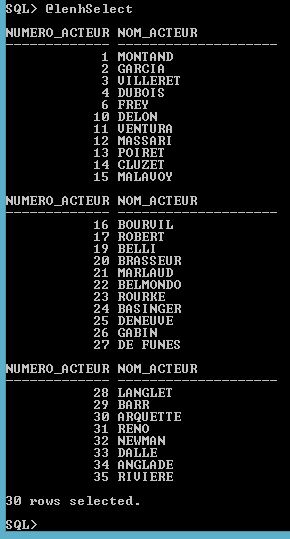 SQL> @lenhSelect
NUMERO_ACTEUR NOM_ACTEUR
------------- --------------------
1 MONTAND
2 GARCIA
3 VILLERET
4 DUBOIS
6 FREY
10 DELON
11 VENTURA
12 MASSARI
13 POIRET
14 CLUZET
15 MALAVOY
NUMERO_ACTEUR NOM_ACTEUR
------------- --------------------
16 BOURVIL
17 ROBERT
19 BELLI
20 BRASSEUR
21 MARLAUD
22 BELMONDO
23 ROURKE
24 BASINGER
25 DENEUVE
26 GABIN
27 DE FUNES
NUMERO_ACTEUR NOM_ACTEUR
------------- --------------------
28 LANGLET
29 BARR
30 ARQUETTE
31 RENO
32 NEWMAN
33 DALLE
34 ANGLADE
35 RIVIERE
30 rows selected.
SQL>